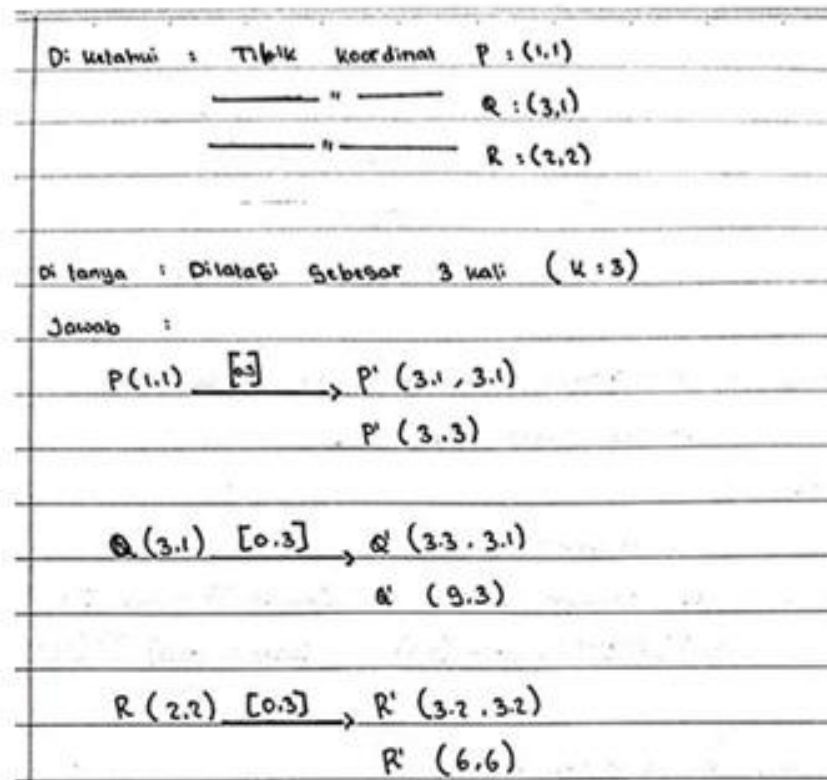 Di ketahui : Titik koordinat P : (1,1)
—— " —— Q : (3,1)
—— " —— R : (2,2)
Di tanya : Dilatasi Sebesar 3 kali (k : 3)
Jawab :
P(1.1) [0.3] → P' (3.1 , 3.1)
P' (3.3)
Q (3.1) [0.3] → Q' (3.3 . 3.1)
Q' (9.3)
R (2.2) [0.3] → R' (3.2 . 3.2)
R' (6,6)